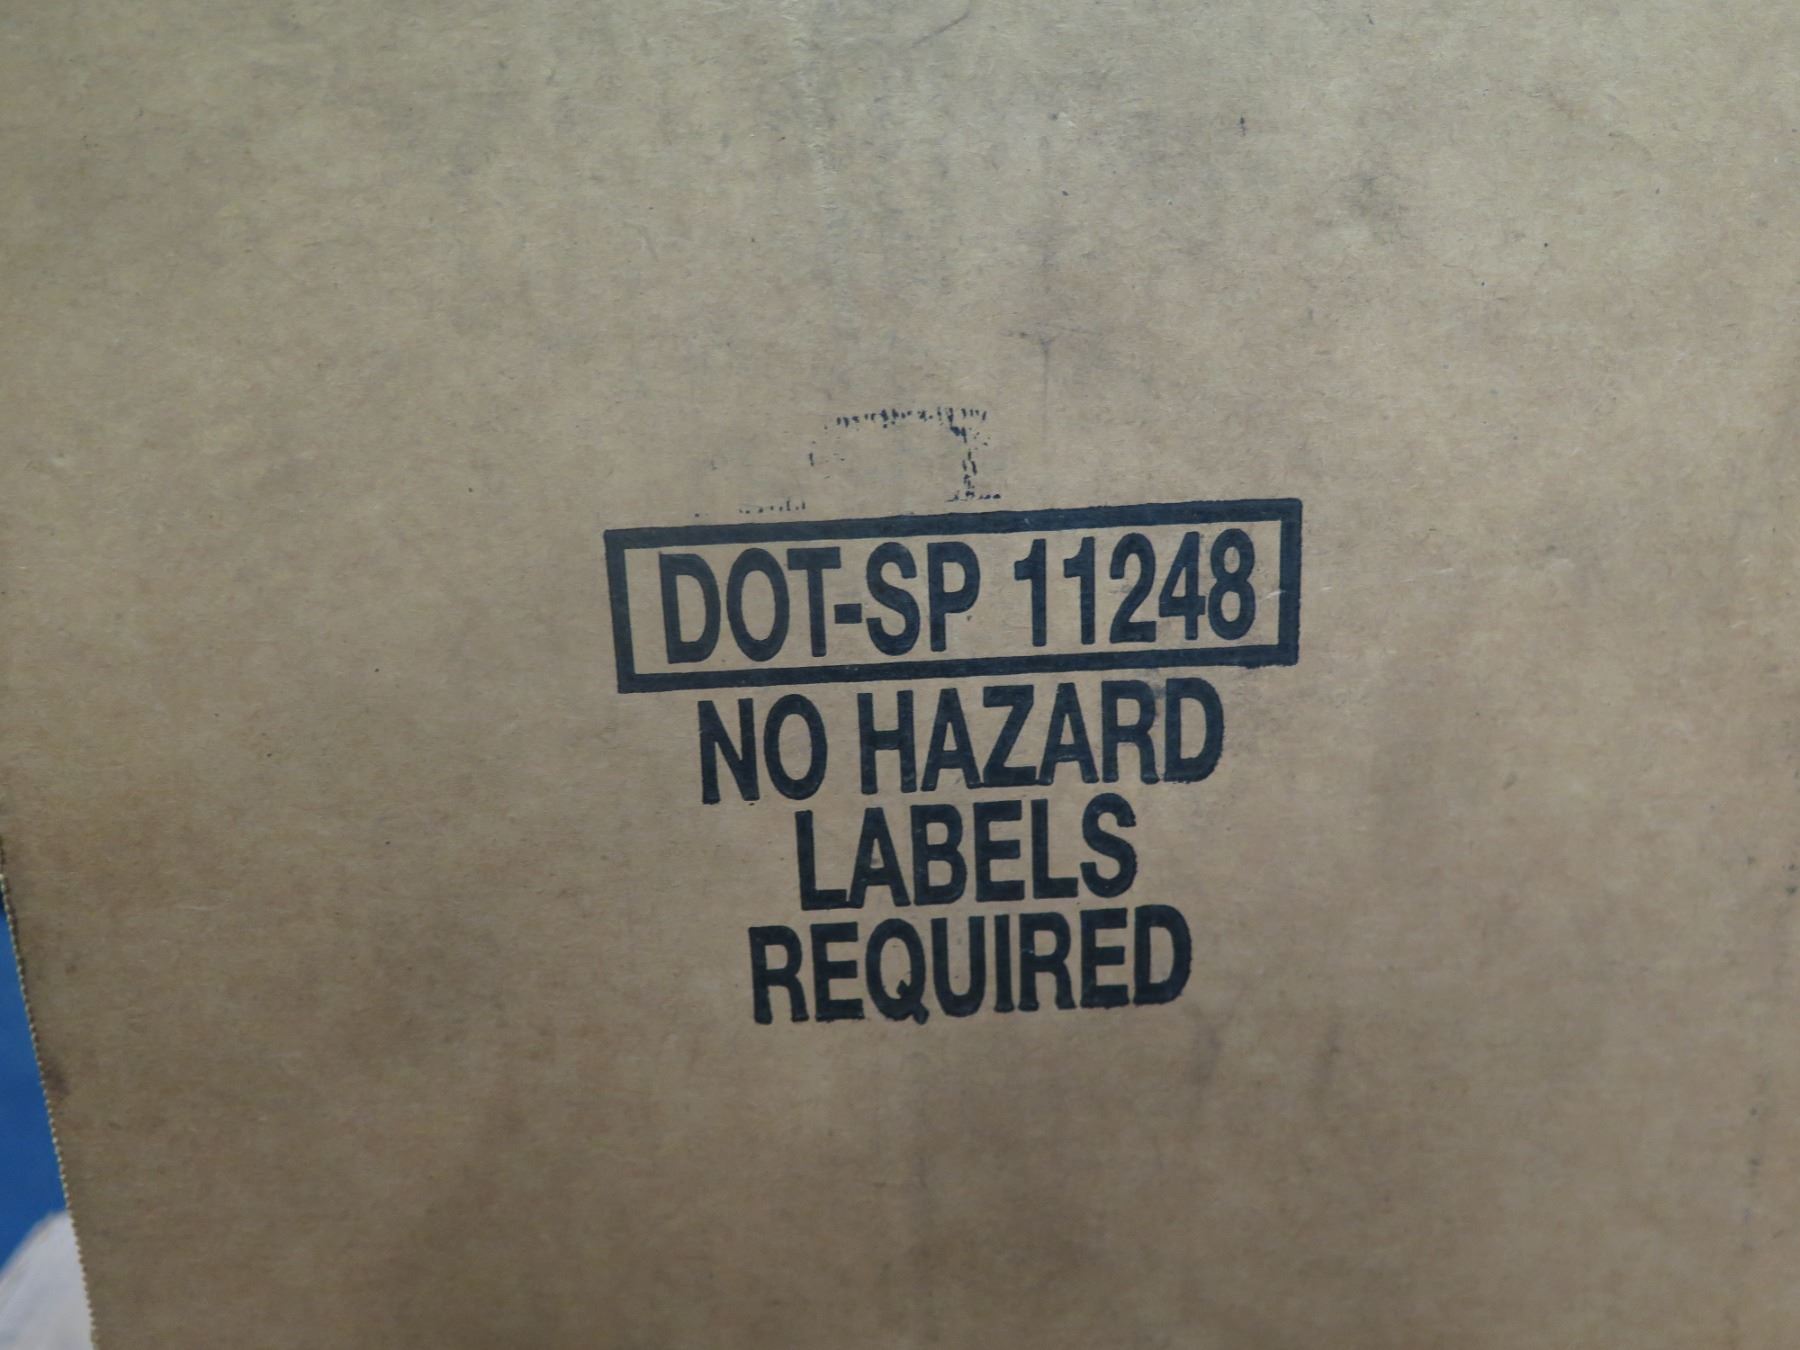 DOT-SP 11248
NO HAZARD
LABELS
REQUIRED